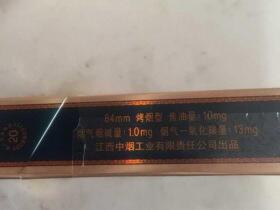 84mm 烤烟型 焦油量:10mg
烟气烟碱量:1.0mg 烟气一氧化碳量:13mg
江西中烟工业有限责任公司出品
20